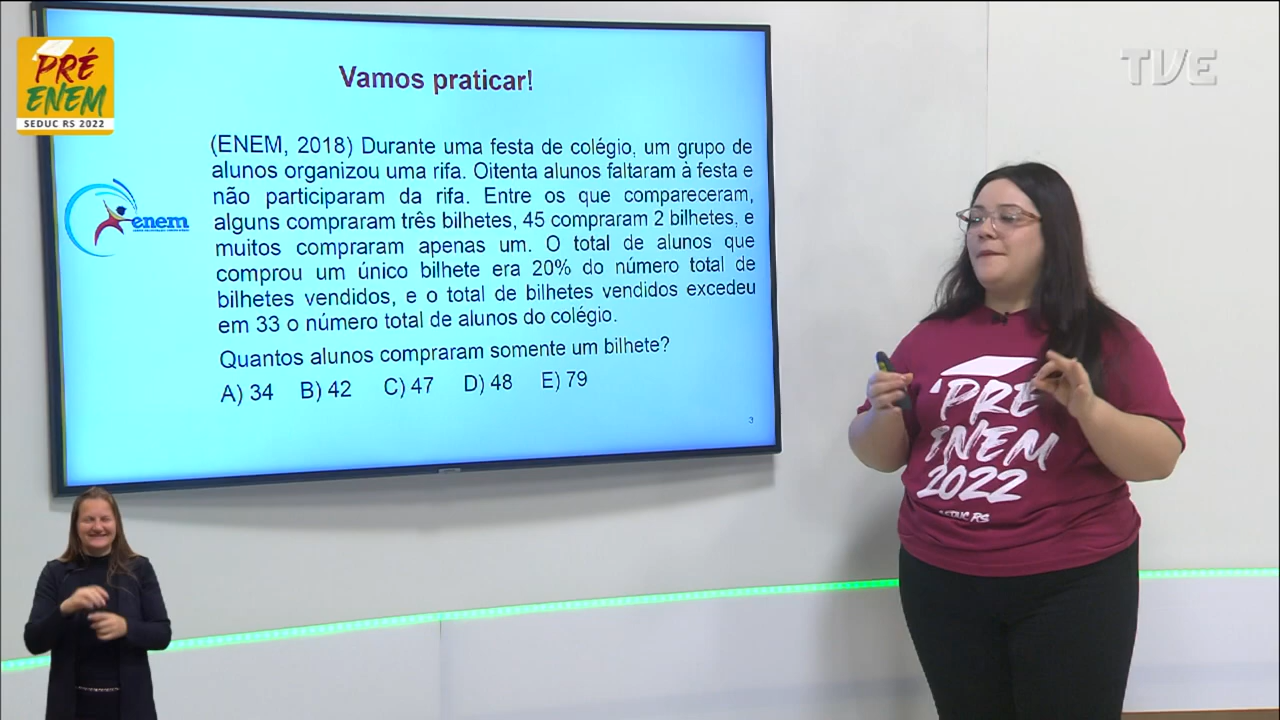 PRÉ
ENEM
SEDUC RS 2022
TVE
Vamos praticar!
(ENEM, 2018) Durante uma festa de colégio, um grupo de
alunos organizou uma rifa. Oitenta alunos faltaram à festa e
não participaram da rifa. Entre os que compareceram,
alguns compraram três bilhetes, 45 compraram 2 bilhetes, e
muitos compraram apenas um. O total de alunos que
comprou um único bilhete era 20% do número total de
bilhetes vendidos, e o total de bilhetes vendidos excedeu
em 33 o número total de alunos do colégio.
Quantos alunos compraram somente um bilhete?
A) 34 B) 42 C) 47 D) 48 E) 79
enem
3
PRÉ
ENEM
2022
SEDUC RS